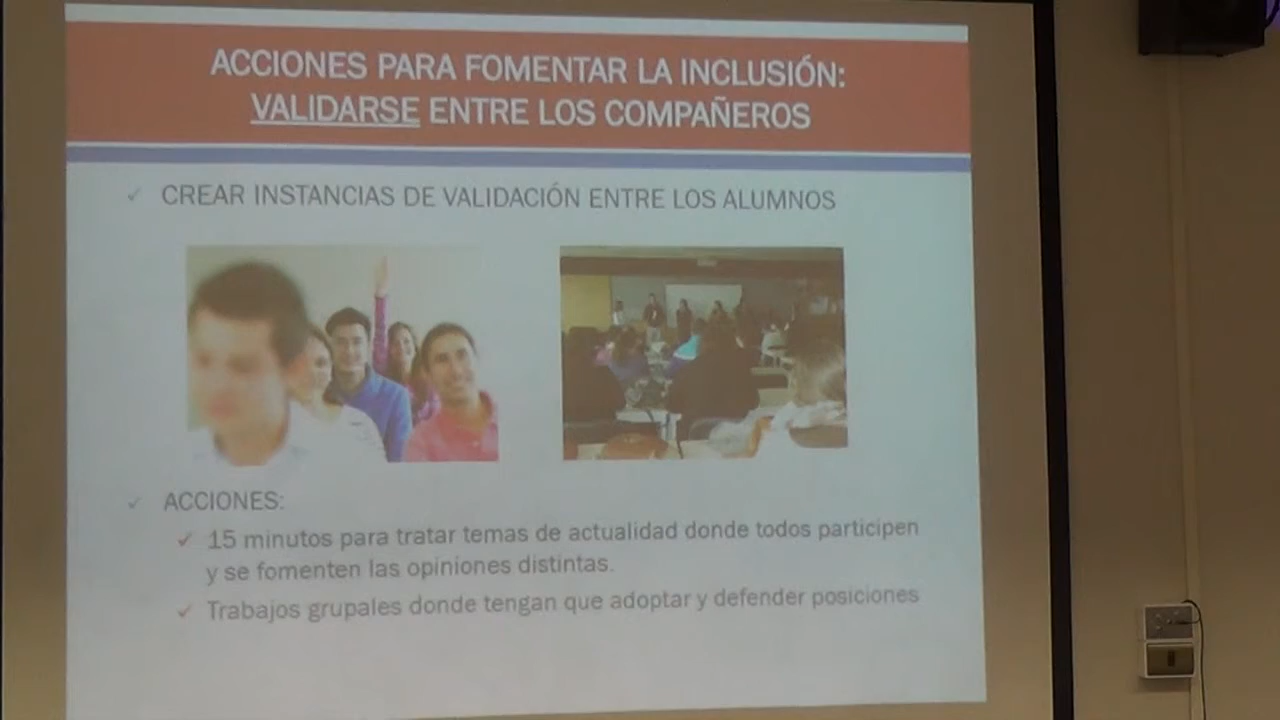 ACCIONES PARA FOMENTAR LA INCLUSIÓN:
VALIDARSE ENTRE LOS COMPAÑEROS
CREAR INSTANCIAS DE VALIDACIÓN ENTRE LOS ALUMNOS
ACCIONES:
15 minutos para tratar temas de actualidad donde todos participen
y se fomenten las opiniones distintas.
Trabajos grupales donde tengan que adoptar y defender posiciones